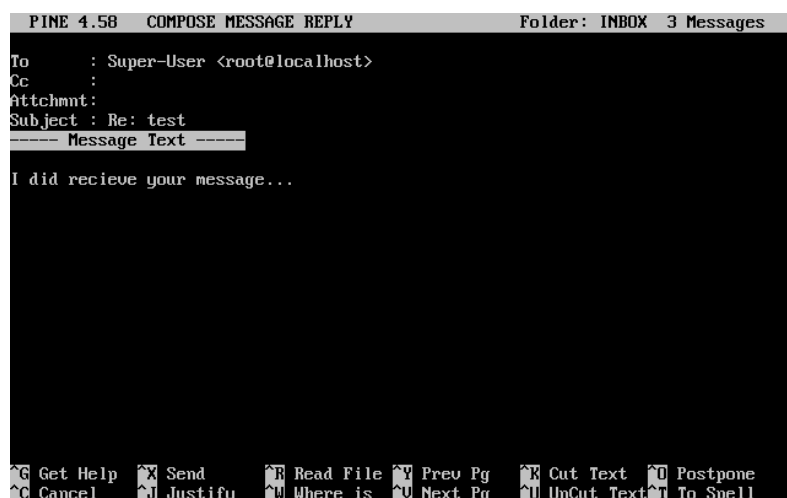 PINE 4.58 COMPOSE MESSAGE REPLY Folder: INBOX 3 Messages
To : Super-User <root@localhost>
Cc :
Attchmnt:
Subject : Re: test
----- Message Text -----
I did recieve your message...
^G Get Help ^X Send ^R Read File ^Y Prev Pg ^K Cut Text ^O Postpone
^C Cancel ^J Justify ^W Where is ^V Next Pg ^U UnCut Text^T To Spell